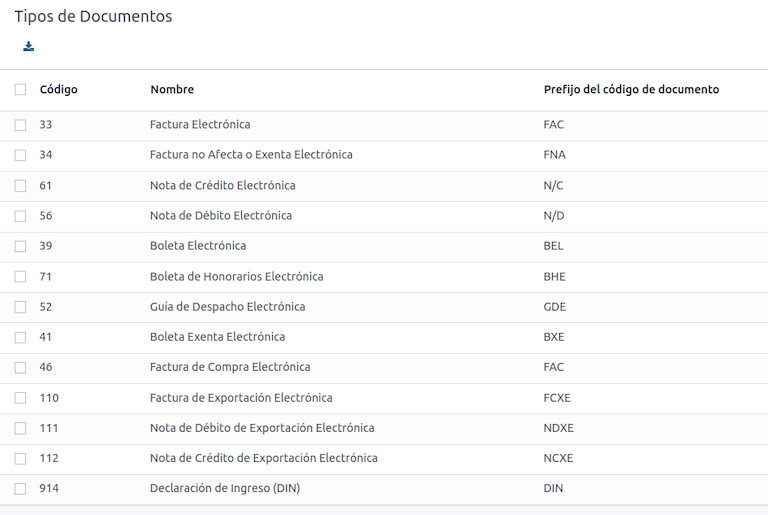 Tipos de Documentos
Código Nombre Prefijo del código de documento
33 Factura Electrónica FAC
34 Factura no Afecta o Exenta Electrónica FNA
61 Nota de Crédito Electrónica N/C
56 Nota de Débito Electrónica N/D
39 Boleta Electrónica BEL
71 Boleta de Honorarios Electrónica BHE
52 Guía de Despacho Electrónica GDE
41 Boleta Exenta Electrónica BXE
46 Factura de Compra Electrónica FAC
110 Factura de Exportación Electrónica FCXE
111 Nota de Débito de Exportación Electrónica NDXE
112 Nota de Crédito de Exportación Electrónica NCXE
914 Declaración de Ingreso (DIN) DIN